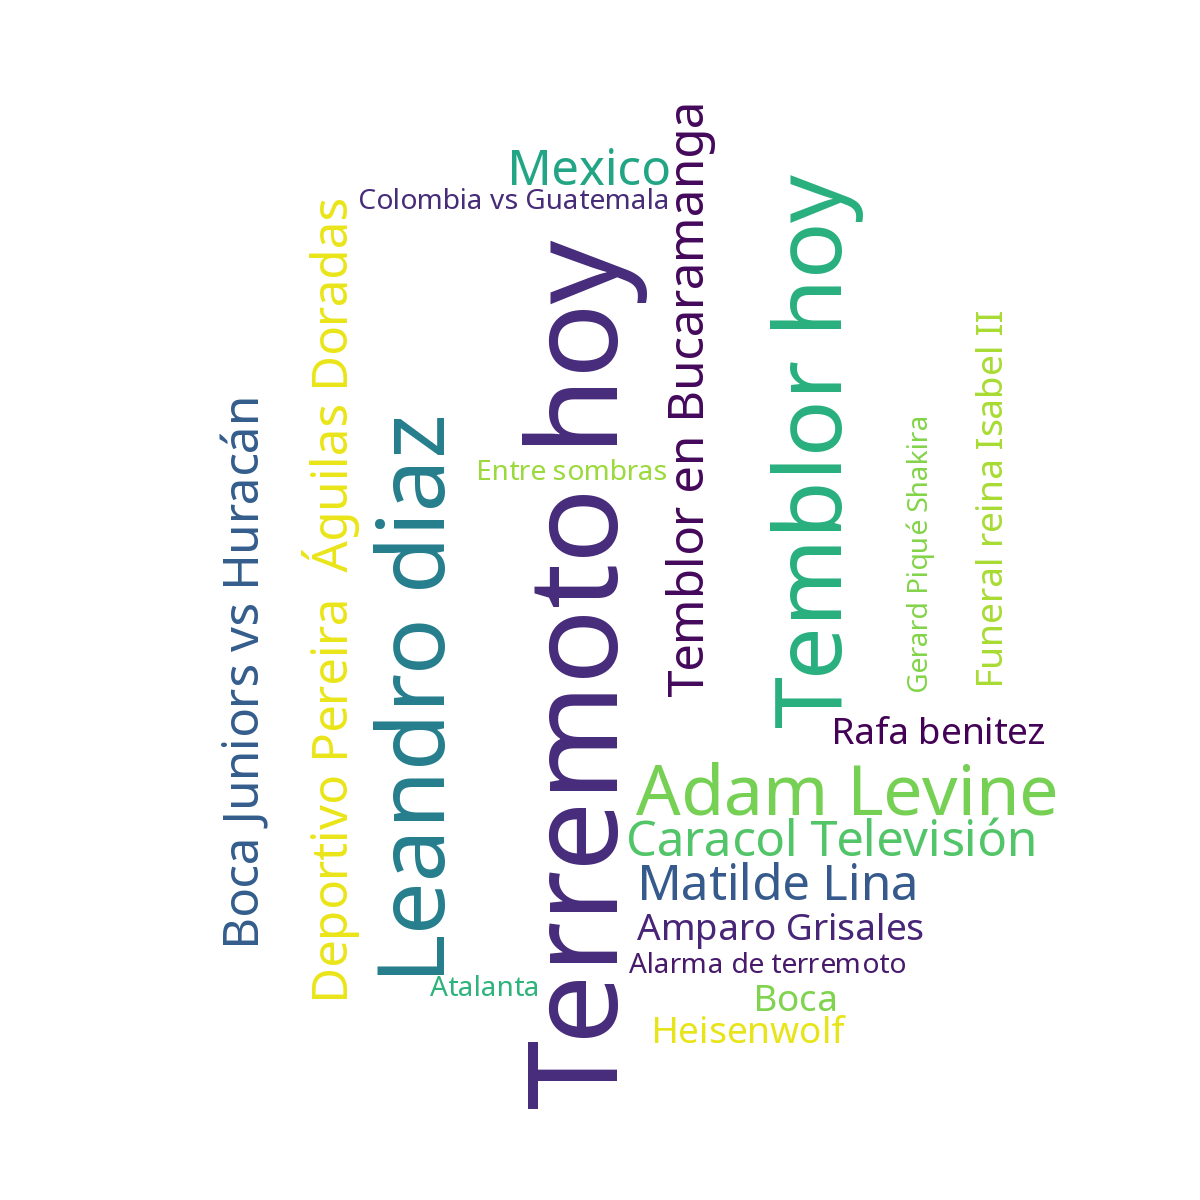 Mexico
Colombia vs Guatemala
Boca Juniors vs Huracán
Deportivo Pereira  Águilas Doradas
Leandro diaz
Terremoto hoy
Entre sombras
Temblor en Bucaramanga
Temblor hoy
Gerard Piqué Shakira
Funeral reina Isabel II
Rafa benitez
Adam Levine
Caracol Televisión
Matilde Lina
Amparo Grisales
Alarma de terremoto
Atalanta
Boca
Heisenwolf